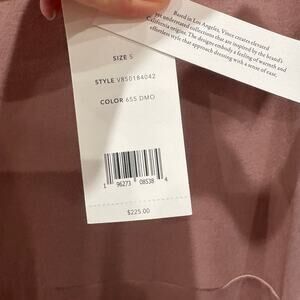 Based in Los Angeles, Vince creates elevated
yet understated collections that are inspired by the brand's
California origins. The designs embody a feeling of warmth and
effortless style that approach dressing with a sense of ease.
SIZE S
STYLE V850184042
COLOR 655 DMO
1 96273 08538 4
$225.00